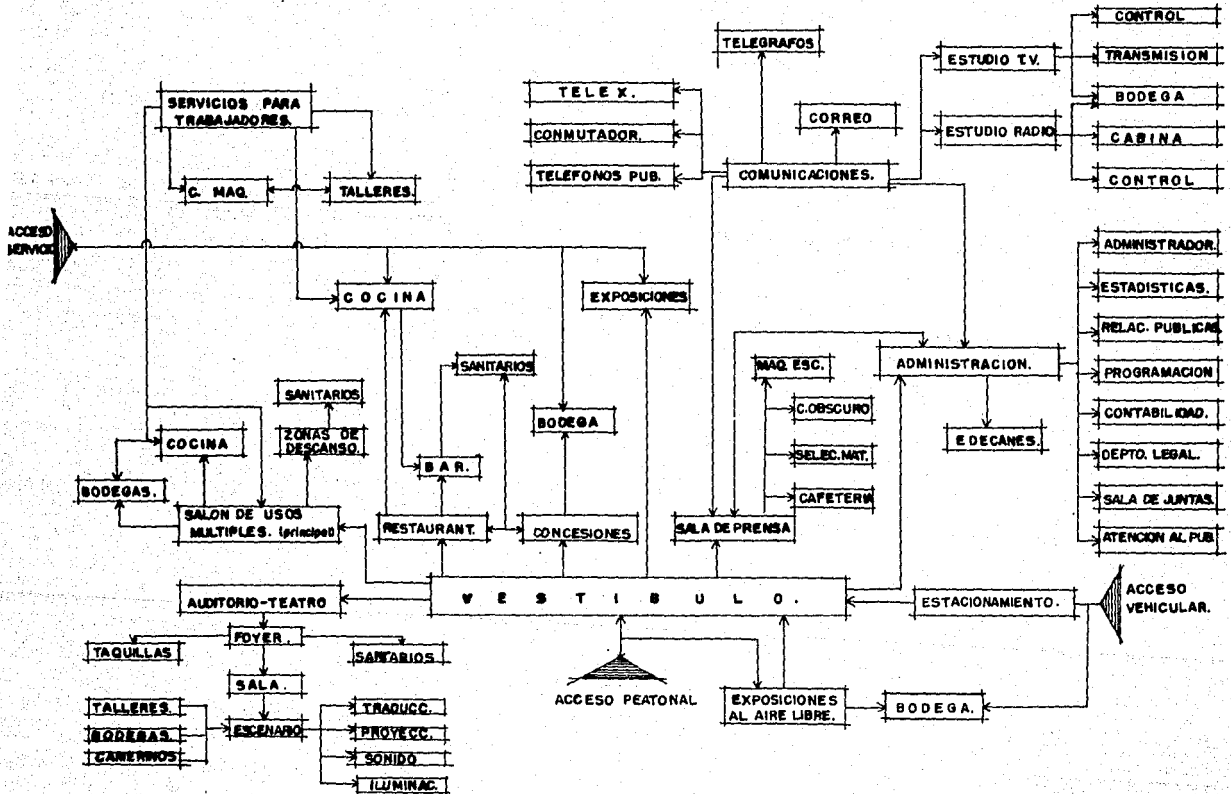 CONTROL
TELEGRAFOS
ESTUDIO T.V.
TRANSMISION
TELEX.
BODEGA
SERVICIOS PARA
TRABAJADORES.
CORREO
CONMUTADOR.
ESTUDIO RADIO
CABINA
TELEFONOS PUB.
COMUNICACIONES.
CONTROL
C. MAQ.
TALLERES.
ACCESO
SERVICIO
ADMINISTRADOR.
COCINA
EXPOSICIONES
ESTADISTICAS.
RELAC. PUBLICAS
SANITARIOS
MAQ. ESC.
ADMINISTRACION.
PROGRAMACION
SANITARIOS
C.OBSCURO
CONTABILIDAD.
BODEGA
EDECANES.
COCINA
ZONAS DE
DESCANSO.
SELEC. MAT.
DEPTO. LEGAL.
BAR.
BODEGAS.
CAFETERIA
SALA DE JUNTAS.
SALON DE USOS
MULTIPLES. (principal)
RESTAURANT.
CONCESIONES
SALA DE PRENSA
ATENCION AL PUB.
AUDITORIO-TEATRO
VESTIBULO.
ESTACIONAMIENTO.
ACCESO
VEHICULAR.
FOYER.
TAQUILLAS
SANITARIOS
SALA.
ACCESO PEATONAL
EXPOSICIONES
AL AIRE LIBRE.
BODEGA.
TALLERES.
TRADUCC.
BODEGAS.
ESCENARIO
PROYECC.
CAMERINOS
SONIDO
ILUMINAC.